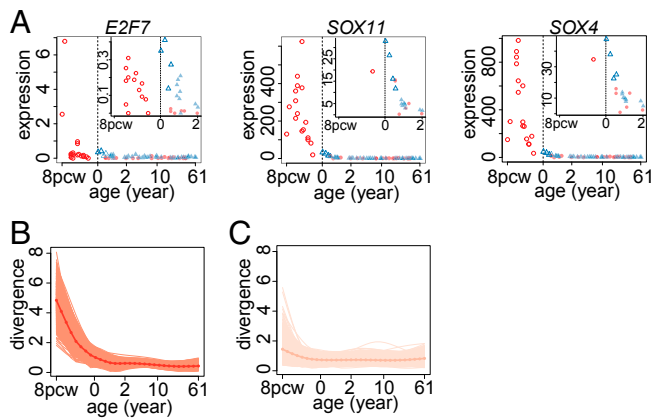 A
E2F7
SOX11
SOX4
expression
6
4
2
0
0.3
0.1
8pcw
0
2
8pcw 0 2 10 61
age (year)
expression
400
200
0
5 15 25
8pcw
0
2
8pcw 0 2 10 61
age (year)
expression
800
400
0
10 30
8pcw
0
2
8pcw 0 2 10 61
age (year)
B
divergence
8
6
4
2
0
8pcw 0 2 10 61
age (year)
C
divergence
8
6
4
2
0
8pcw 0 2 10 61
age (year)